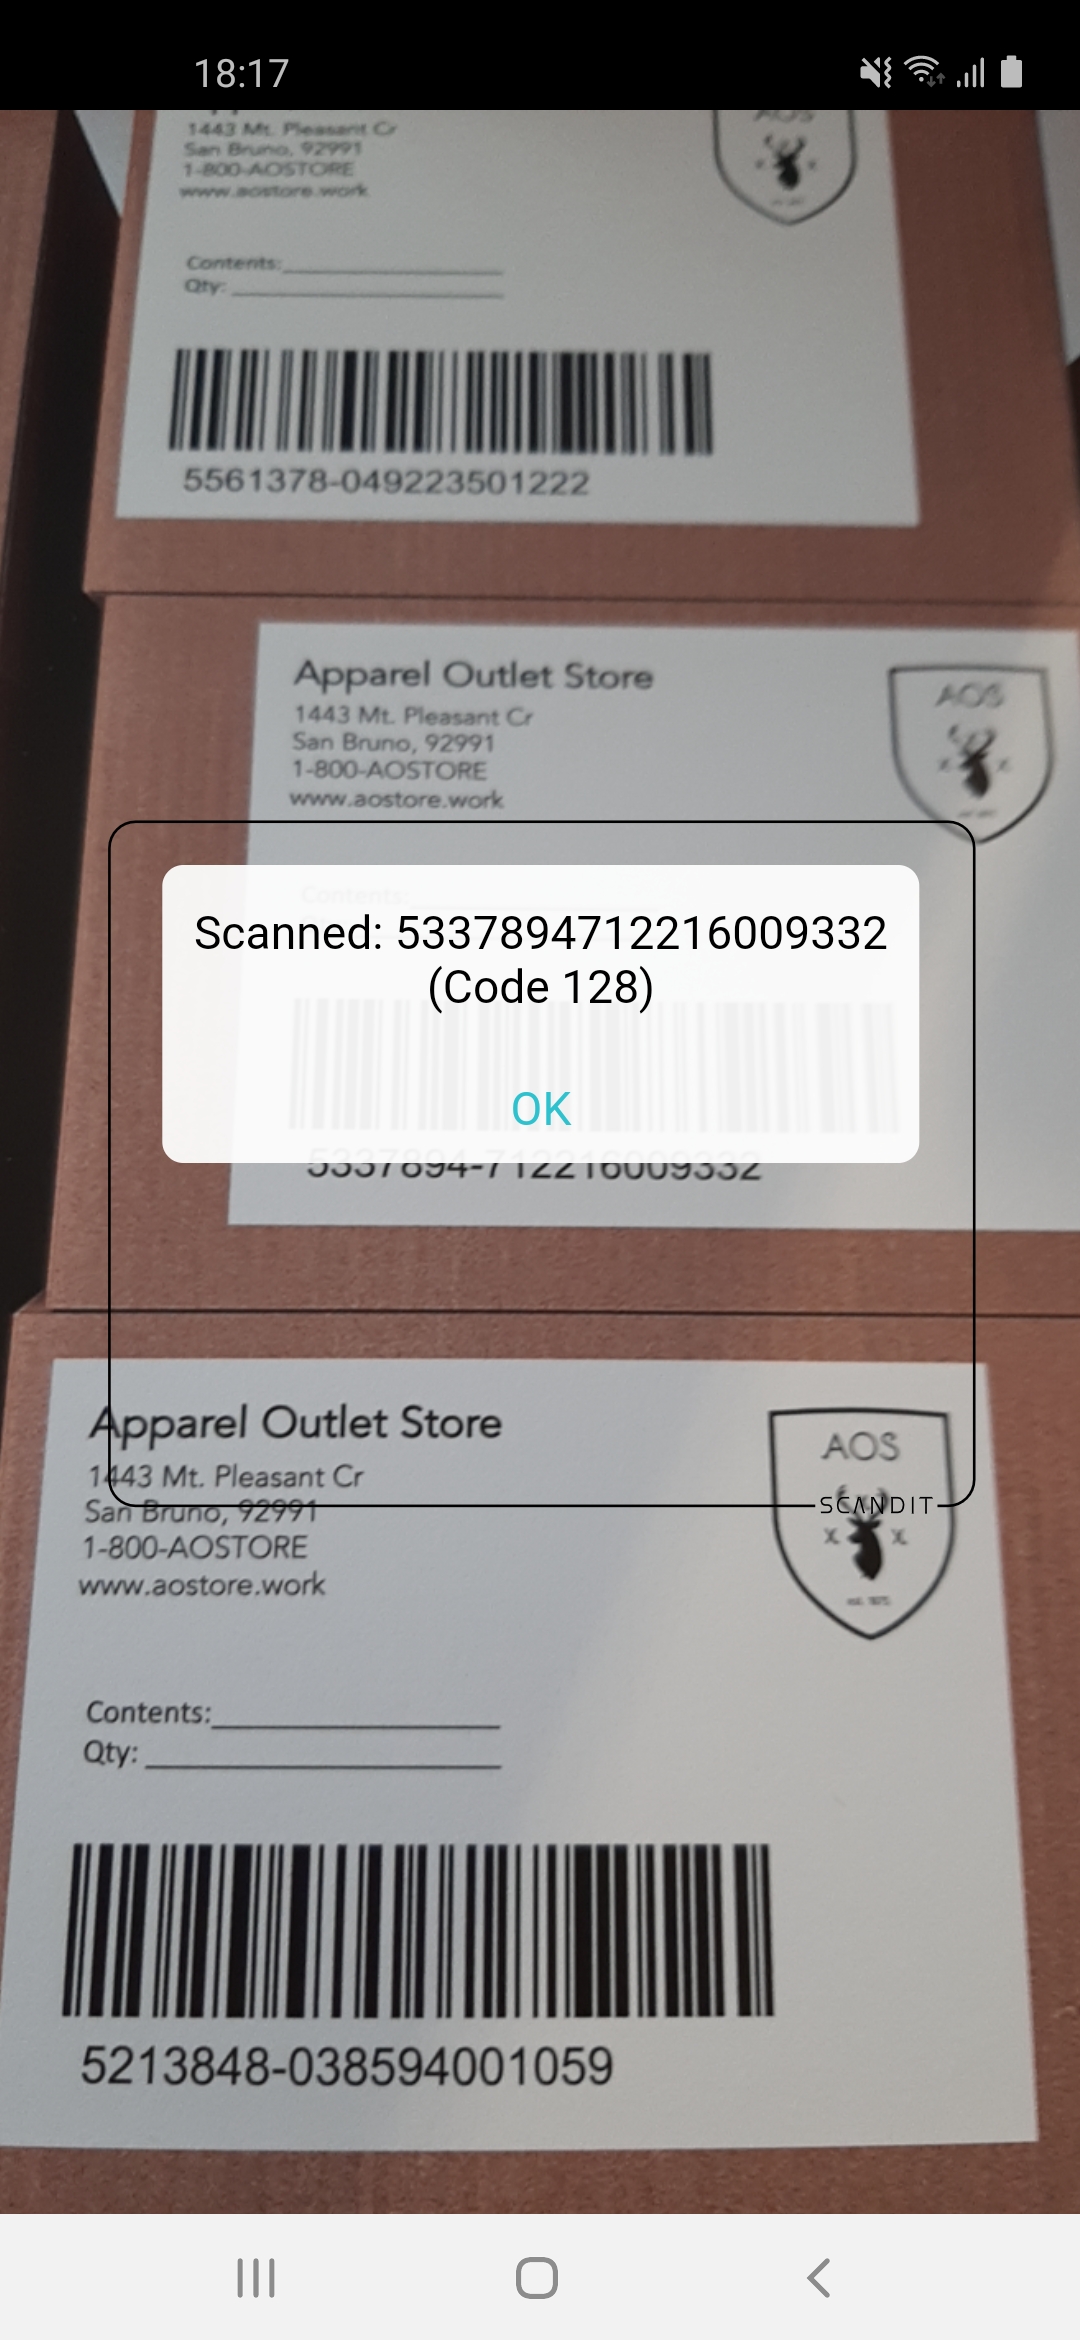 18:17
1443 Mt. Pleasant Cr
San Bruno, 92991
1-800-AOSTORE
www.aostore.work
AOS
Contents:
Qty:
5561378-049223501222
Apparel Outlet Store
1443 Mt. Pleasant Cr
San Bruno, 92991
1-800-AOSTORE
www.aostore.work
AOS
Contents:
Scanned: 5337894712216009332
(Code 128)
OK
5337894-712216009332
Apparel Outlet Store
1443 Mt. Pleasant Cr
San Bruno, 92991
1-800-AOSTORE
www.aostore.work
AOS
SCANDIT
Contents:
Qty:
5213848-038594001059